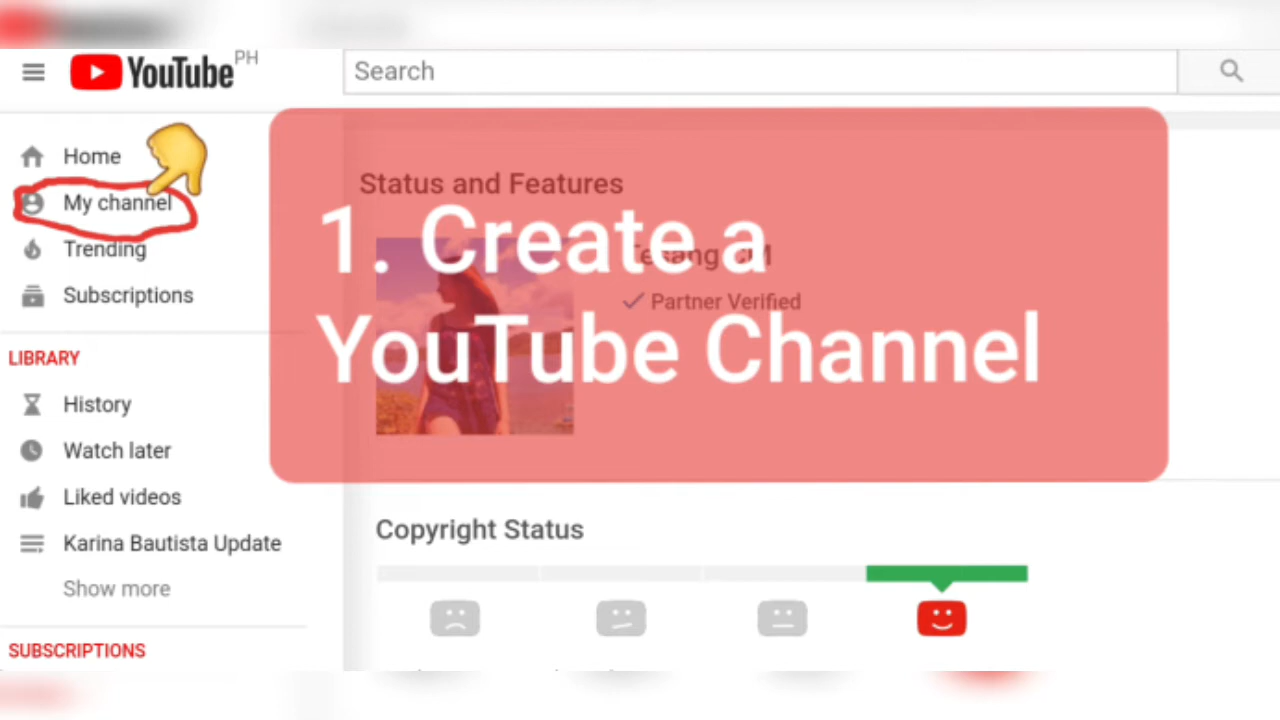 YouTube PH
Search
Home
My channel
Trending
Subscriptions
LIBRARY
History
Watch later
Liked videos
Karina Bautista Update
Show more
SUBSCRIPTIONS
Status and Features
1. Create a
YouTube Channel
Partner Verified
Copyright Status